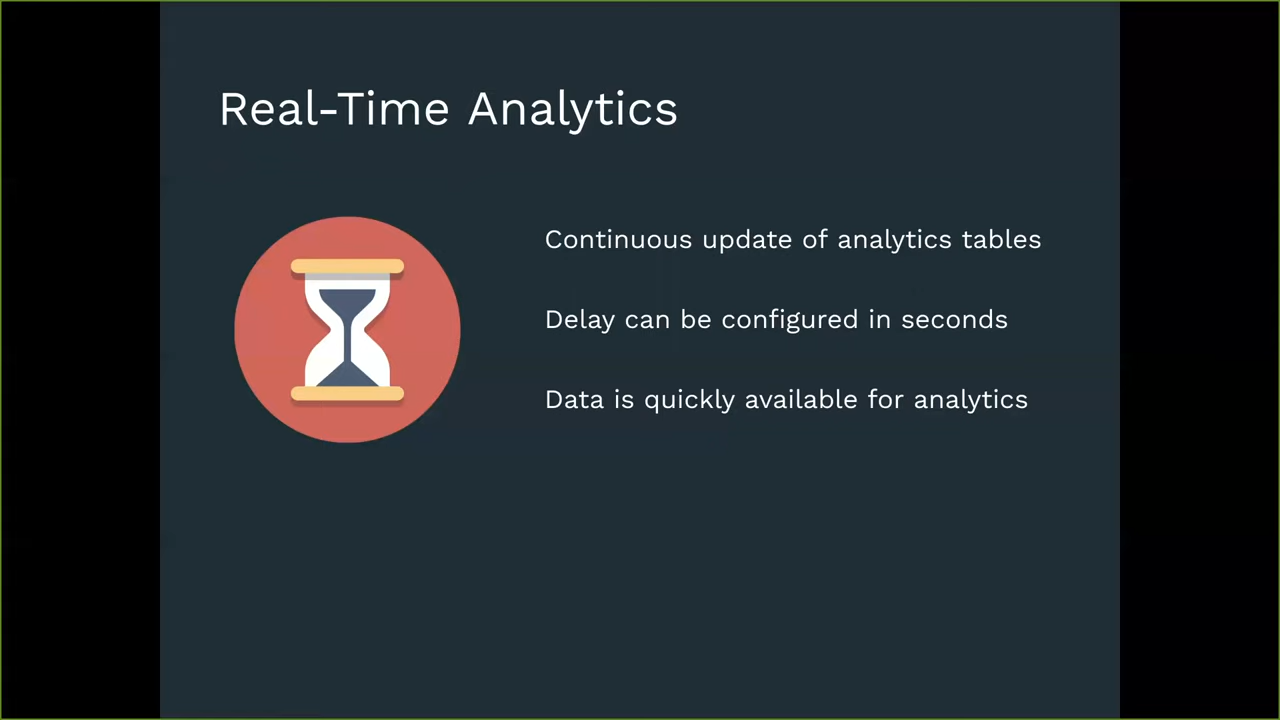 Real-Time Analytics
Continuous update of analytics tables
Delay can be configured in seconds
Data is quickly available for analytics